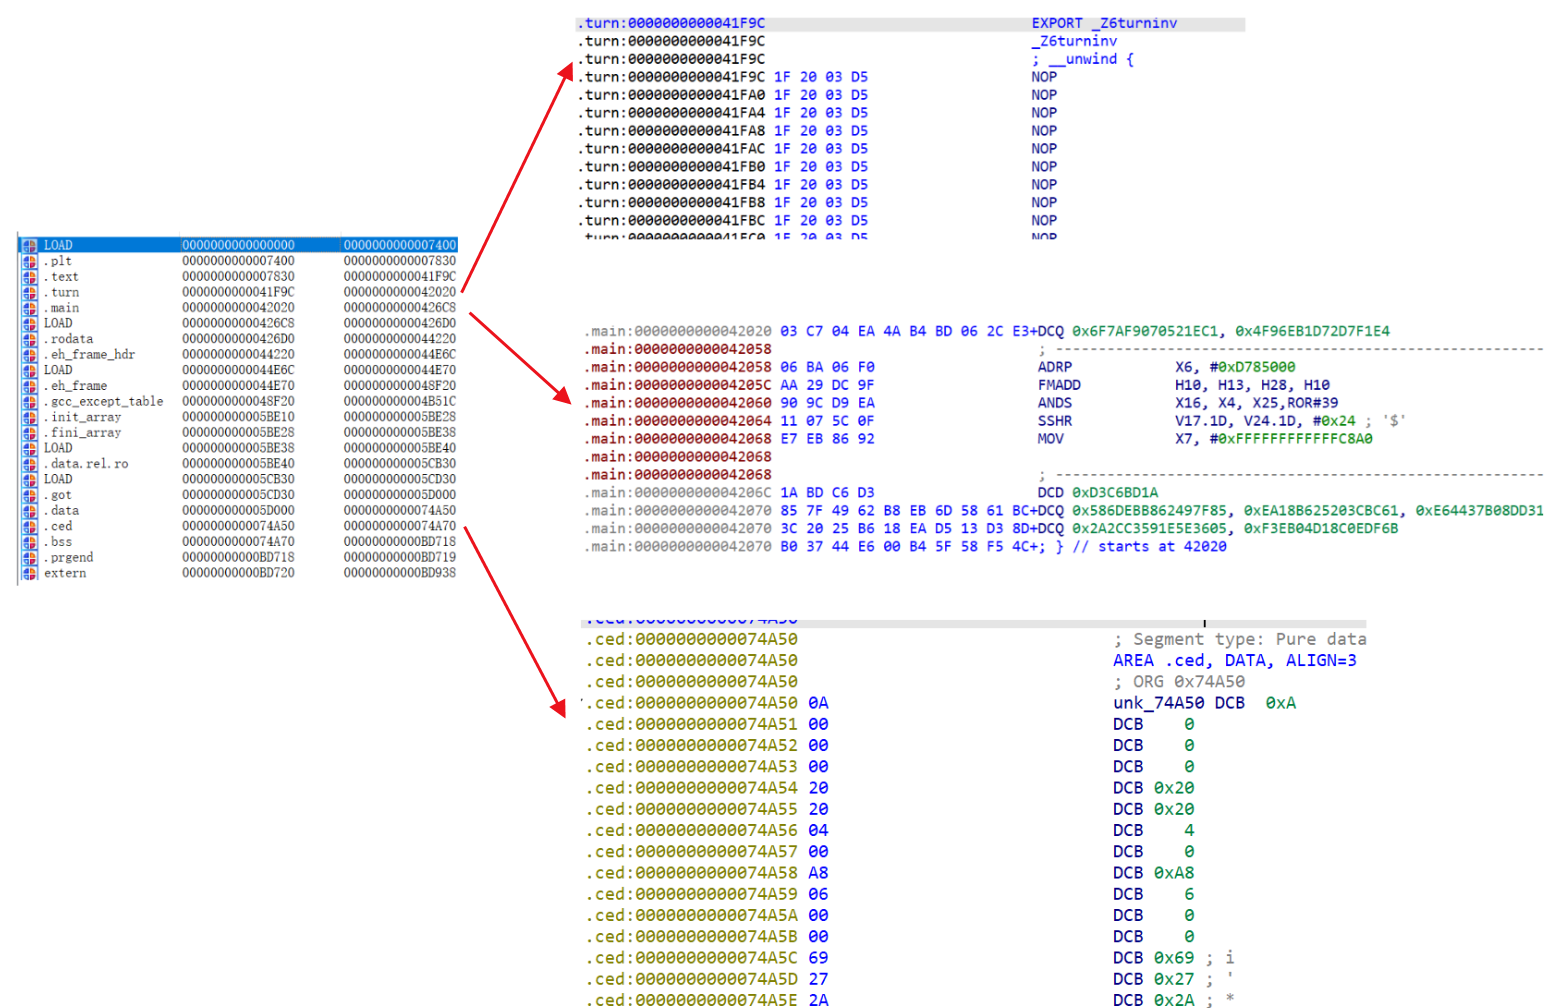 LOAD 0000000000000000 0000000000007400
.plt 0000000000007400 0000000000007830
.text 0000000000007830 0000000000041F9C
.turn 0000000000041F9C 0000000000042020
.main 0000000000042020 00000000000426C8
LOAD 00000000000426C8 00000000000426D0
.rodata 00000000000426D0 0000000000044220
.eh_frame_hdr 0000000000044220 0000000000044E6C
LOAD 0000000000044E6C 0000000000044E70
.eh_frame 0000000000044E70 0000000000048F20
.gcc_except_table 0000000000048F20 000000000004B51C
.init_array 000000000005BE10 000000000005BE28
.fini_array 000000000005BE28 000000000005BE38
LOAD 000000000005BE38 000000000005BE40
.data.rel.ro 000000000005BE40 000000000005CB30
LOAD 000000000005CB30 000000000005CD30
.got 000000000005CD30 000000000005D000
.data 000000000005D000 0000000000074A50
.ced 0000000000074A50 0000000000074A70
.bss 0000000000074A70 00000000000BD718
.prgend 00000000000BD718 00000000000BD719
extern 00000000000BD720 00000000000BD938
.turn:0000000000041F9C EXPORT _Z6turninv
.turn:0000000000041F9C _Z6turninv
.turn:0000000000041F9C ; __unwind {
.turn:0000000000041F9C 1F 20 03 D5 NOP
.turn:0000000000041FA0 1F 20 03 D5 NOP
.turn:0000000000041FA4 1F 20 03 D5 NOP
.turn:0000000000041FA8 1F 20 03 D5 NOP
.turn:0000000000041FAC 1F 20 03 D5 NOP
.turn:0000000000041FB0 1F 20 03 D5 NOP
.turn:0000000000041FB4 1F 20 03 D5 NOP
.turn:0000000000041FB8 1F 20 03 D5 NOP
.turn:0000000000041FBC 1F 20 03 D5 NOP
.turn:0000000000041FC0 1F 20 03 D5 NOP
.main:0000000000042020 03 C7 04 EA 4A B4 BD 06 2C E3+DCQ 0x6F7AF9070521EC1, 0x4F96EB1D72D7F1E4
.main:0000000000042058 ; ---------------------------------------------------------------
.main:0000000000042058 06 BA 06 F0 ADRP X6, #0xD785000
.main:000000000004205C AA 29 DC 9F FMADD H10, H13, H28, H10
.main:0000000000042060 90 9C D9 EA ANDS X16, X4, X25,ROR#39
.main:0000000000042064 11 07 5C 0F SSHR V17.1D, V24.1D, #0x24 ; '$'
.main:0000000000042068 E7 EB 86 92 MOV X7, #0xFFFFFFFFFFFFC8A0
.main:0000000000042068
.main:0000000000042068 ; ---------------------------------------------------------------
.main:000000000004206C 1A BD C6 D3 DCD 0xD3C6BD1A
.main:0000000000042070 85 7F 49 62 B8 EB 6D 58 61 BC+DCQ 0x586DEBB862497F85, 0xEA18B625203CBC61, 0xE64437B08DD31
.main:0000000000042070 3C 20 25 B6 18 EA D5 13 D3 8D+DCQ 0x2A2CC3591E5E3605, 0xF3EB04D18C0EDF6B
.main:0000000000042070 B0 37 44 E6 00 B4 5F 58 F5 4C+; } // starts at 42020
.ced:0000000000074A50
.ced:0000000000074A50 ; Segment type: Pure data
.ced:0000000000074A50 AREA .ced, DATA, ALIGN=3
.ced:0000000000074A50 ; ORG 0x74A50
.ced:0000000000074A50 0A unk_74A50 DCB 0xA
.ced:0000000000074A51 00 DCB 0
.ced:0000000000074A52 00 DCB 0
.ced:0000000000074A53 00 DCB 0
.ced:0000000000074A54 20 DCB 0x20
.ced:0000000000074A55 20 DCB 0x20
.ced:0000000000074A56 04 DCB 4
.ced:0000000000074A57 00 DCB 0
.ced:0000000000074A58 A8 DCB 0xA8
.ced:0000000000074A59 06 DCB 6
.ced:0000000000074A5A 00 DCB 0
.ced:0000000000074A5B 00 DCB 0
.ced:0000000000074A5C 69 DCB 0x69 ; i
.ced:0000000000074A5D 27 DCB 0x27 ; '
.ced:0000000000074A5E 2A DCB 0x2A ; *